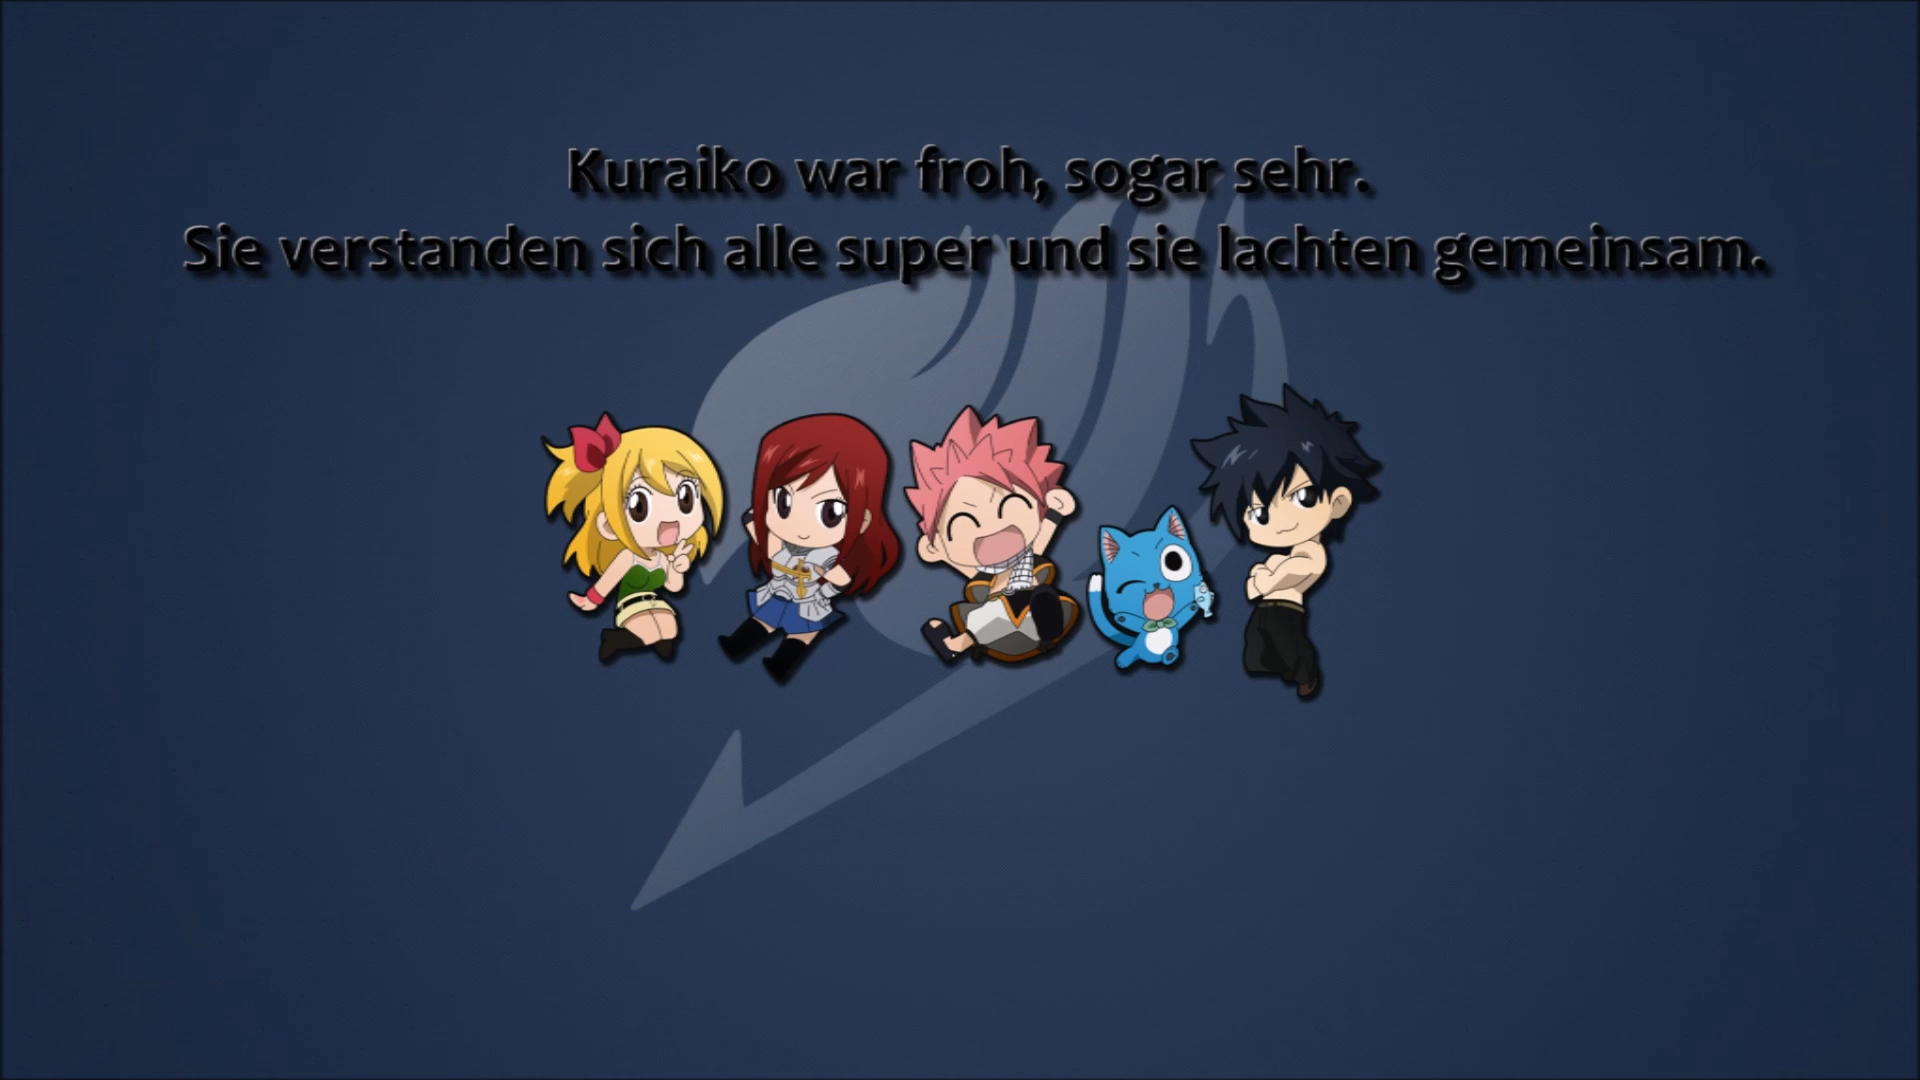 Kuraiko war froh, sogar sehr.
Sie verstanden sich alle super und sie lachten gemeinsam.